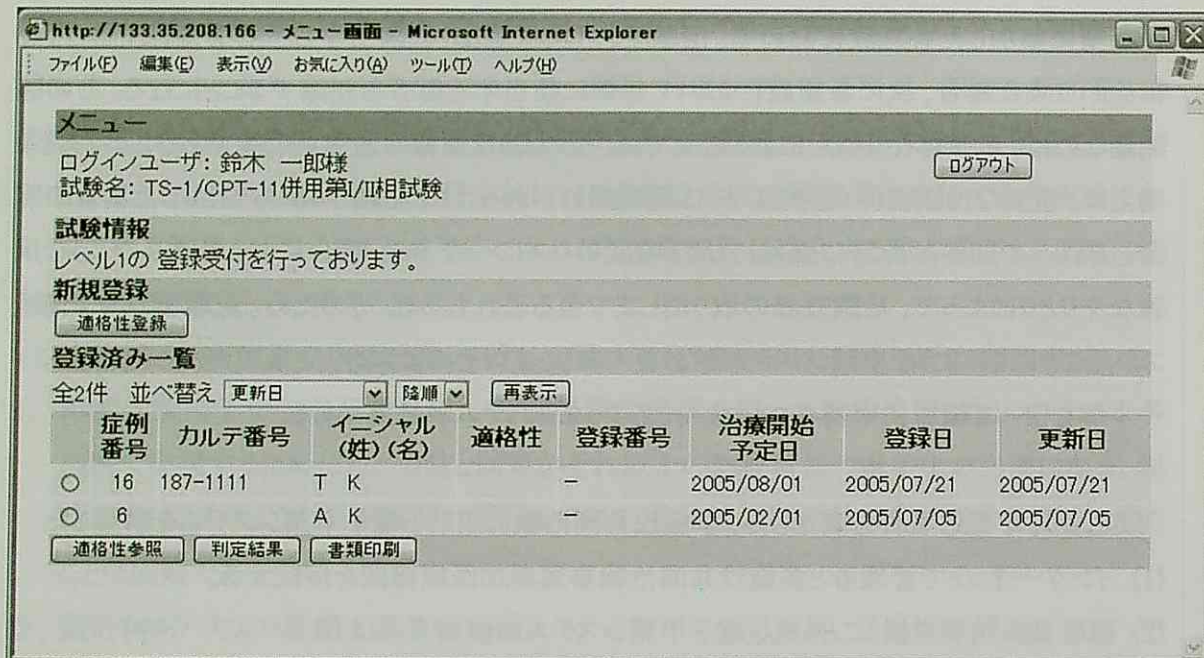 http://133.35.208.166 - メニュー画面 - Microsoft Internet Explorer
ファイル(F) 編集(E) 表示(V) お気に入り(A) ツール(T) ヘルプ(H)
メニュー
ログインユーザ: 鈴木 一郎様
ログアウト
試験名: TS-1/CPT-11併用第I/II相試験
試験情報
レベル1の 登録受付を行っております。
新規登録
適格性登録
登録済み一覧
全2件 並べ替え 更新日 降順 再表示
症例番号 カルテ番号 イニシャル(姓)(名) 適格性 登録番号 治療開始予定日 登録日 更新日
16 187-1111 T K − 2005/08/01 2005/07/21 2005/07/21
6 A K − 2005/02/01 2005/07/05 2005/07/05
適格性参照 判定結果 書類印刷